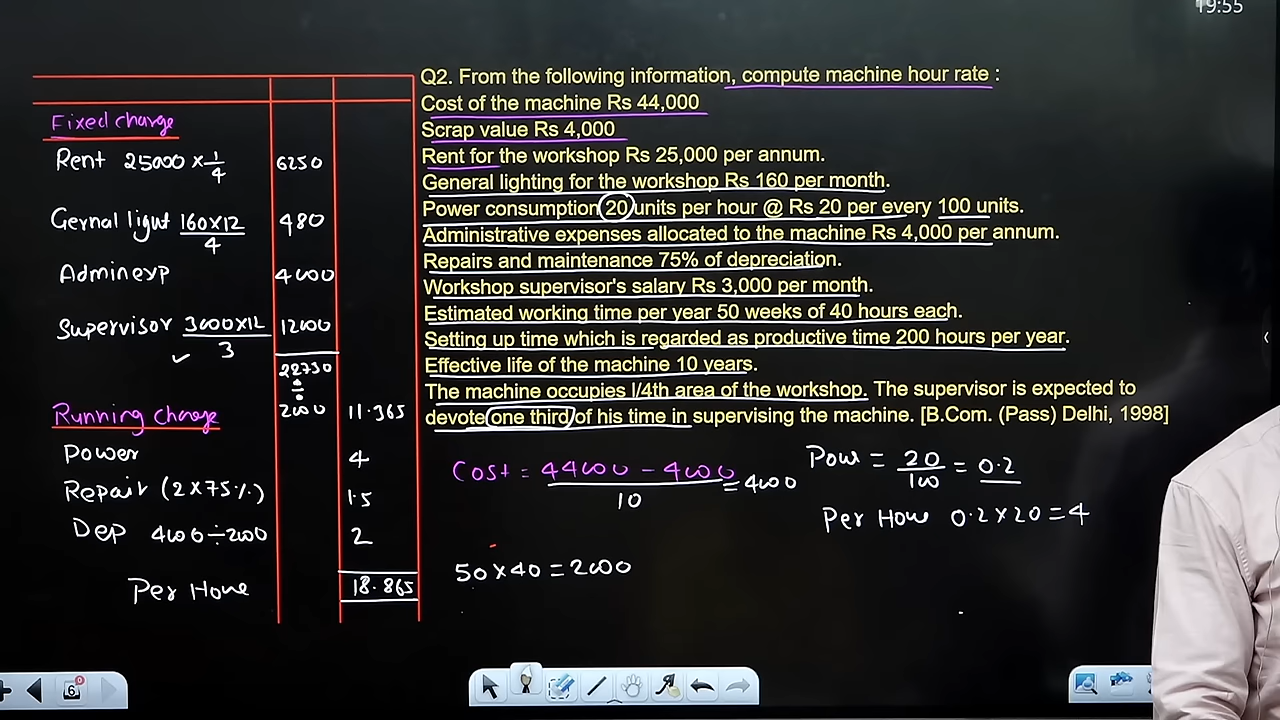 19:55
Q2. From the following information, compute machine hour rate :
Cost of the machine Rs 44,000
Scrap value Rs 4,000
Rent for the workshop Rs 25,000 per annum.
General lighting for the workshop Rs 160 per month.
Power consumption 20 units per hour @ Rs 20 per every 100 units.
Administrative expenses allocated to the machine Rs 4,000 per annum.
Repairs and maintenance 75% of depreciation.
Workshop supervisor's salary Rs 3,000 per month.
Estimated working time per year 50 weeks of 40 hours each.
Setting up time which is regarded as productive time 200 hours per year.
Effective life of the machine 10 years.
The machine occupies I/4th area of the workshop. The supervisor is expected to
devote one third of his time in supervising the machine. [B.Com. (Pass) Delhi, 1998]
Fixed charge
Rent 25000 × 1/4 6250
Gernal light 160×12/4 480
Admin exp 4000
Supervisor 3000×12/3 12000
22730
÷
2000 11.365
Running charge
Power 4
Repair (2×75%) 1.5
Dep 4000÷2000 2
Per Hour 18.865
Cost = 44000 - 4000/10 = 4000
50×40=2000
Pow = 20/100 = 0.2
Per Hour 0.2×20=4
6